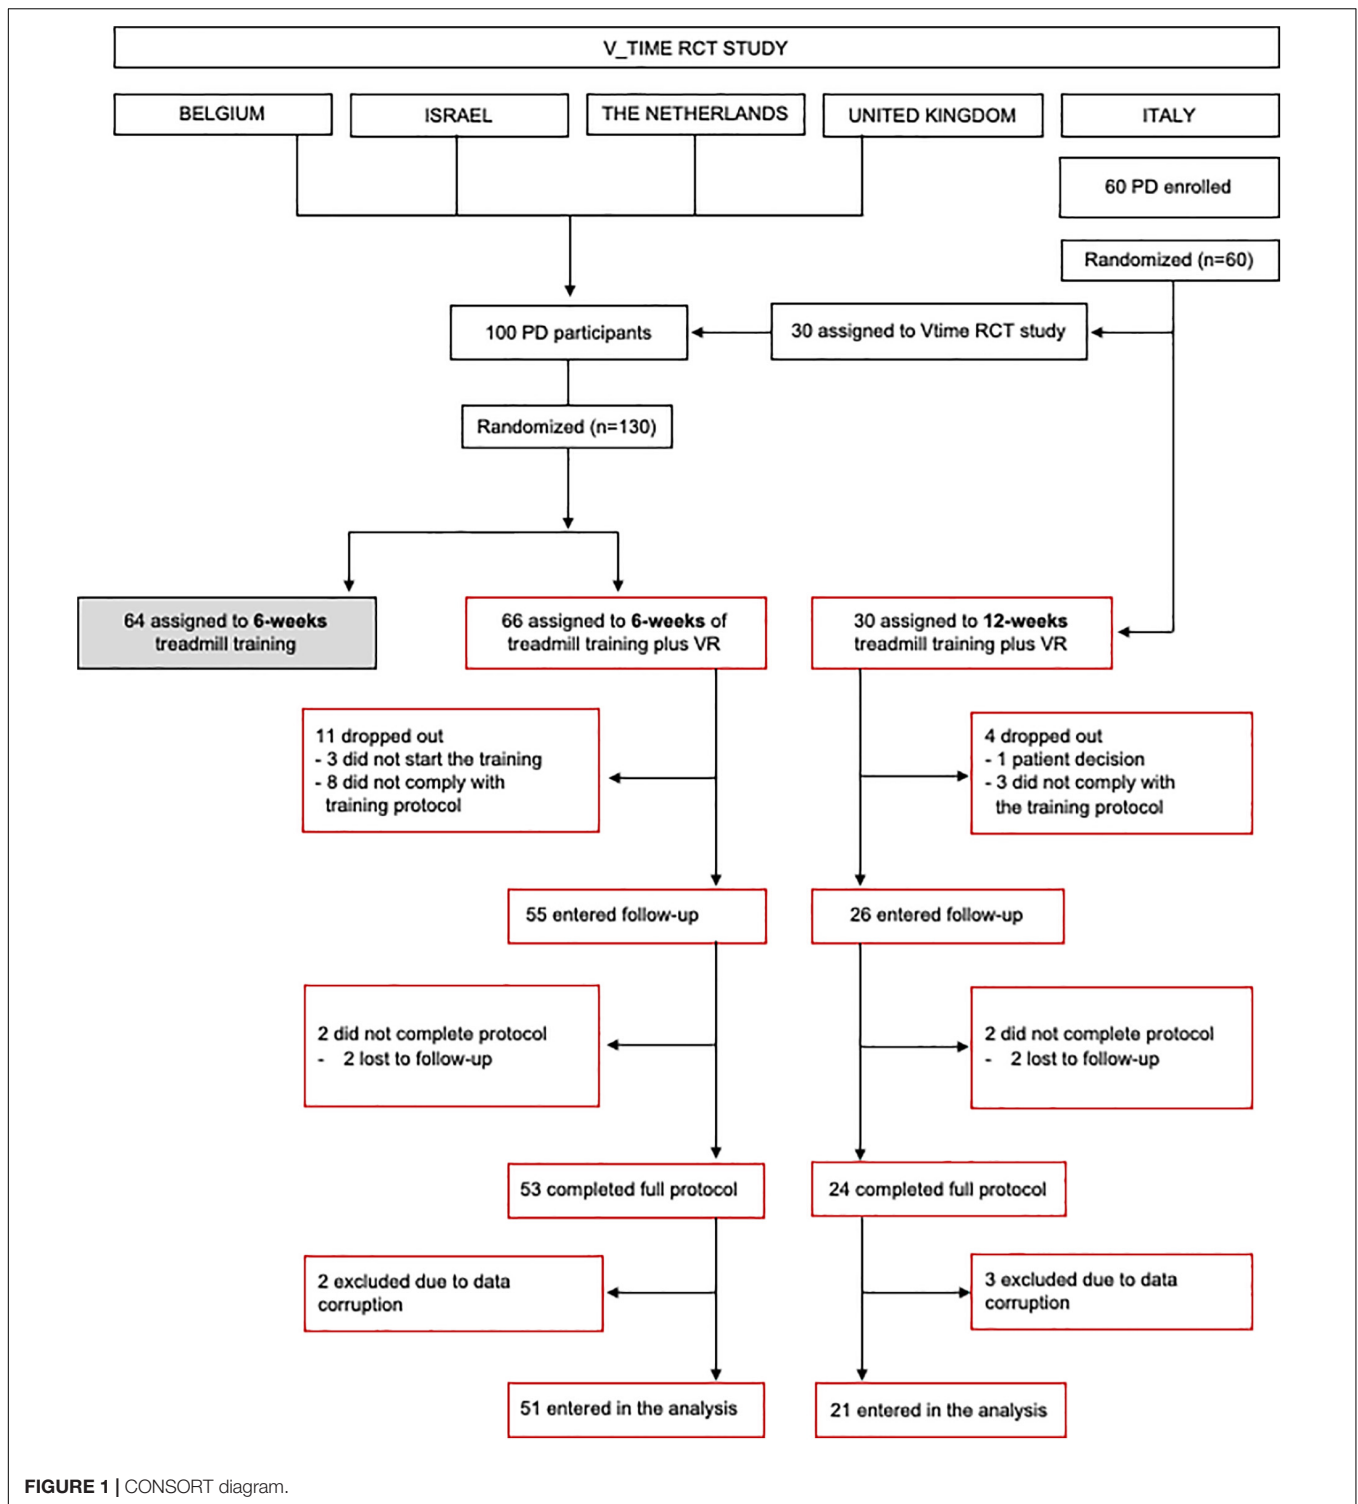 V_TIME RCT STUDY
BELGIUM
ISRAEL
THE NETHERLANDS
UNITED KINGDOM
ITALY
60 PD enrolled
Randomized (n=60)
100 PD participants
30 assigned to Vtime RCT study
Randomized (n=130)
64 assigned to 6-weeks
treadmill training
66 assigned to 6-weeks of
treadmill training plus VR
30 assigned to 12-weeks
treadmill training plus VR
11 dropped out
- 3 did not start the training
- 8 did not comply with
training protocol
4 dropped out
- 1 patient decision
- 3 did not comply with
the training protocol
55 entered follow-up
26 entered follow-up
2 did not complete protocol
- 2 lost to follow-up
2 did not complete protocol
- 2 lost to follow-up
53 completed full protocol
24 completed full protocol
2 excluded due to data
corruption
3 excluded due to data
corruption
51 entered in the analysis
21 entered in the analysis
FIGURE 1 | CONSORT diagram.